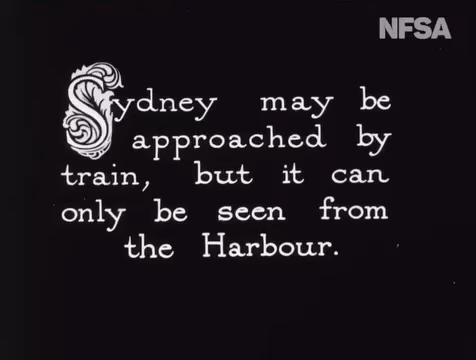 NFSA
Sydney may be
approached by
train, but it can
only be seen from
the Harbour.